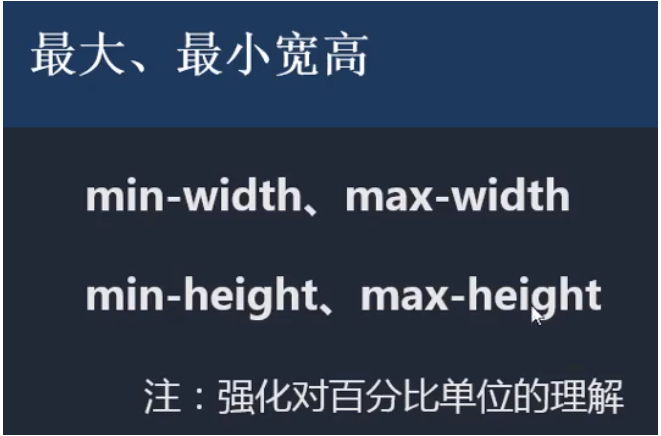 最大、最小宽高
min-width、max-width
min-height、max-height
注：强化对百分比单位的理解